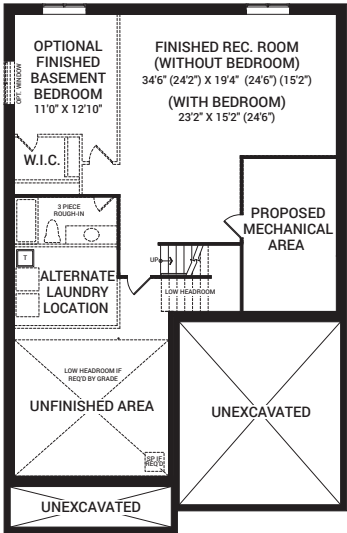 OPTIONAL
FINISHED
BASEMENT
BEDROOM
11'0" X 12'10"
OPT. WINDOW
FINISHED REC. ROOM
(WITHOUT BEDROOM)
34'6" (24'2") X 19'4" (24'6") (15'2")
(WITH BEDROOM)
23'2" X 15'2" (24'6")
W.I.C.
3 PIECE
ROUGH-IN
PROPOSED
MECHANICAL
AREA
T
UP
ALTERNATE
LAUNDRY
LOCATION
LOW HEADROOM
LOW HEADROOM IF
REQ'D BY GRADE
UNFINISHED AREA
UNEXCAVATED
SP IF
REQ'D
UNEXCAVATED